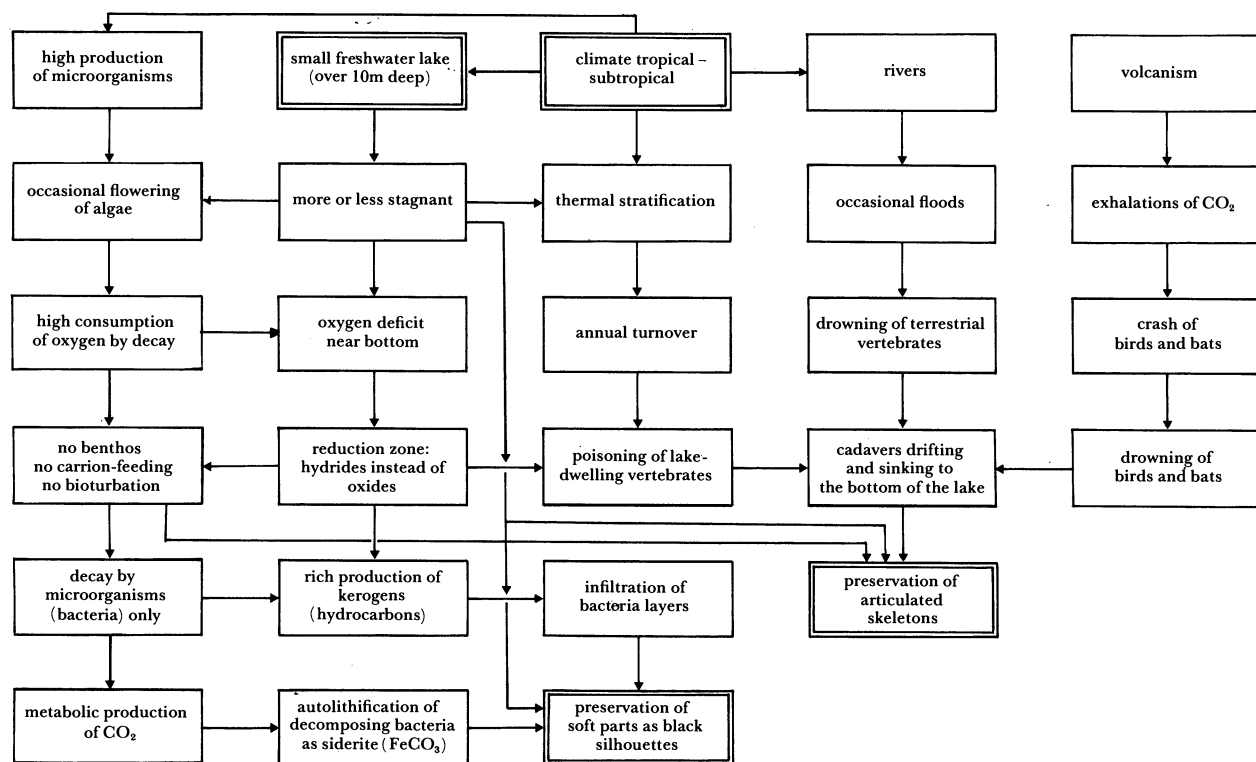 high production
of microorganisms
small freshwater lake
(over 10m deep)
climate tropical –
subtropical
rivers
volcanism
occasional flowering
of algae
more or less stagnant
thermal stratification
occasional floods
exhalations of CO₂
high consumption
of oxygen by decay
oxygen deficit
near bottom
annual turnover
drowning of terrestrial
vertebrates
crash of
birds and bats
no benthos
no carrion-feeding
no bioturbation
reduction zone:
hydrides instead of
oxides
poisoning of lake-
dwelling vertebrates
cadavers drifting
and sinking to
the bottom of the lake
drowning of
birds and bats
decay by
microorganisms
(bacteria) only
rich production of
kerogens
(hydrocarbons)
infiltration of
bacteria layers
preservation of
articulated
skeletons
metabolic production
of CO₂
autolithification of
decomposing bacteria
as siderite (FeCO₃)
preservation of
soft parts as black
silhouettes